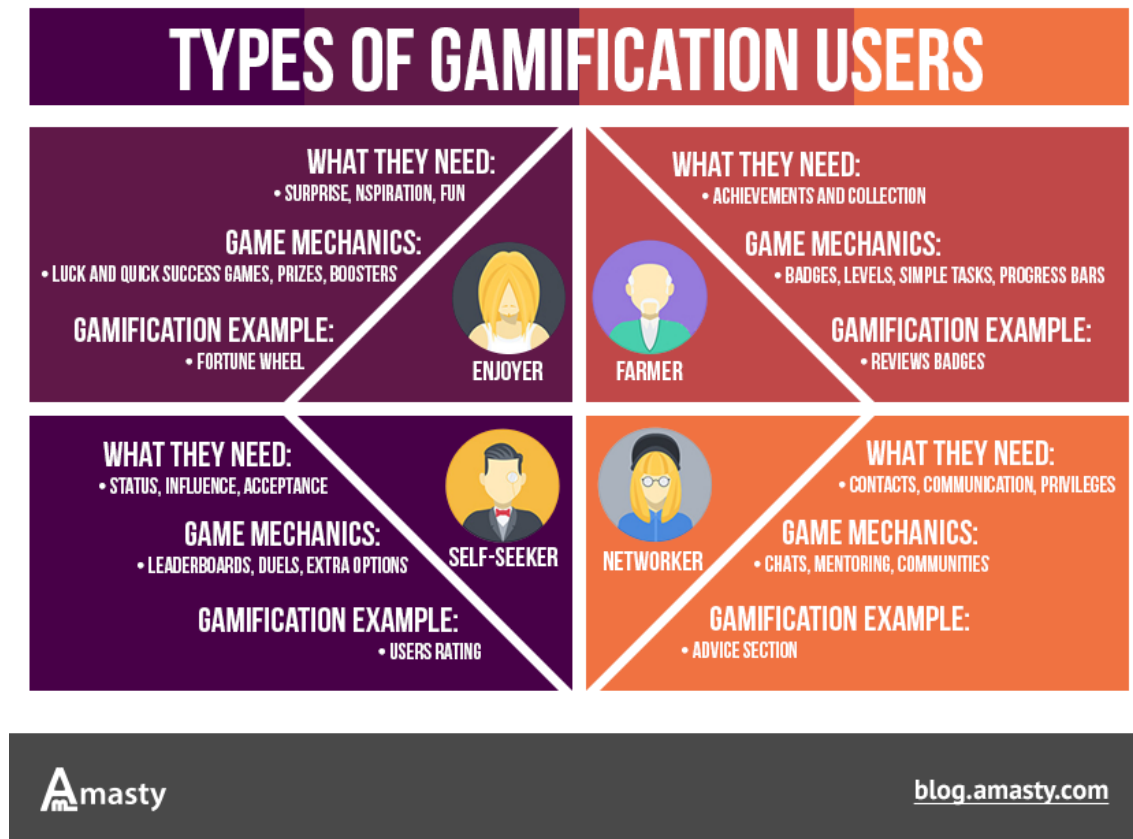 TYPES OF GAMIFICATION USERS
WHAT THEY NEED:
• SURPRISE, NSPIRATION, FUN
GAME MECHANICS:
• LUCK AND QUICK SUCCESS GAMES, PRIZES, BOOSTERS
GAMIFICATION EXAMPLE:
• FORTUNE WHEEL
ENJOYER
WHAT THEY NEED:
• ACHIEVEMENTS AND COLLECTION
GAME MECHANICS:
• BADGES, LEVELS, SIMPLE TASKS, PROGRESS BARS
GAMIFICATION EXAMPLE:
• REVIEWS BADGES
FARMER
WHAT THEY NEED:
• STATUS, INFLUENCE, ACCEPTANCE
GAME MECHANICS:
• LEADERBOARDS, DUELS, EXTRA OPTIONS
GAMIFICATION EXAMPLE:
• USERS RATING
SELF-SEEKER
WHAT THEY NEED:
• CONTACTS, COMMUNICATION, PRIVILEGES
GAME MECHANICS:
• CHATS, MENTORING, COMMUNITIES
GAMIFICATION EXAMPLE:
• ADVICE SECTION
NETWORKER
Amasty
blog.amasty.com